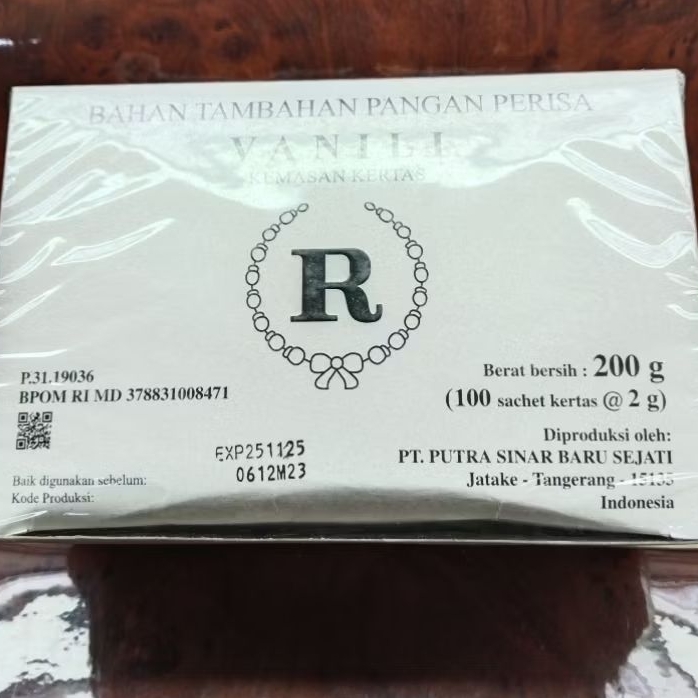 BAHAN TAMBAHAN PANGAN PERISA
VANILI
KEMASAN KERTAS
R
P.31.19036
BPOM RI MD 378831008471
Berat bersih : 200 g
(100 sachet kertas @ 2 g)
EXP251125
0612M23
Baik digunakan sebelum:
Kode Produksi:
Diproduksi oleh:
PT. PUTRA SINAR BARU SEJATI
Jatake - Tangerang - 15135
Indonesia